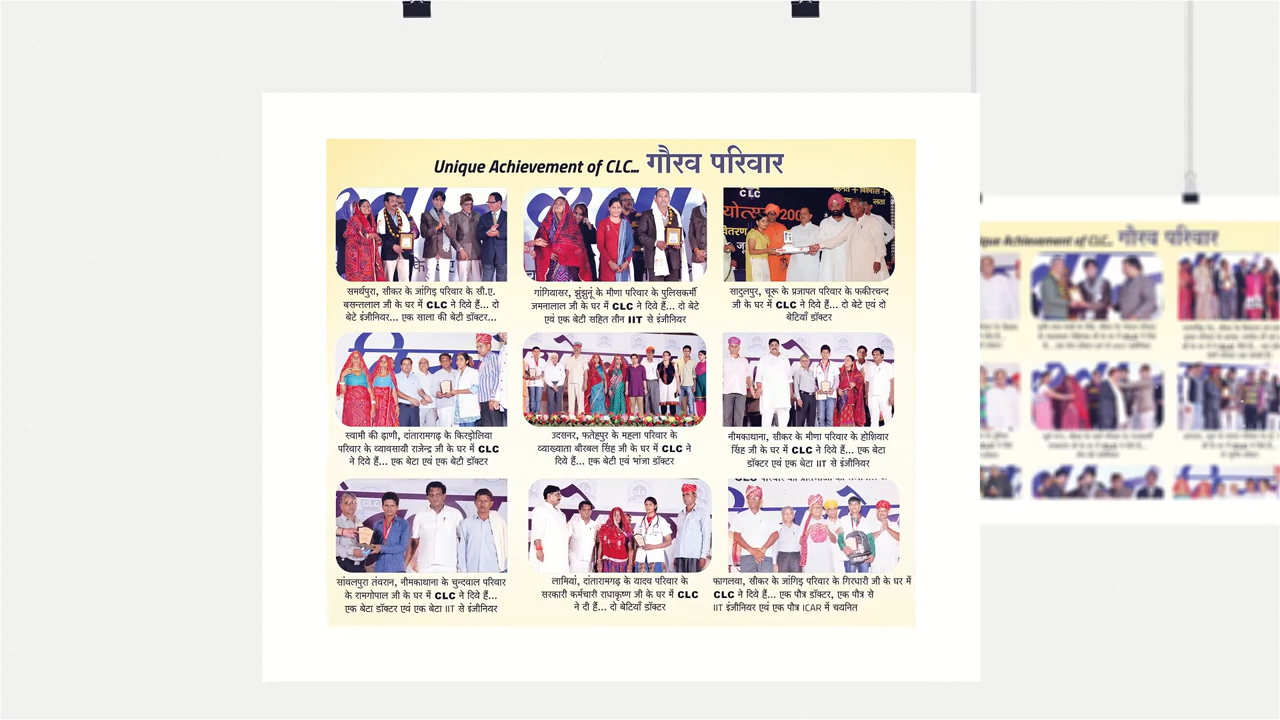 Unique Achievement of CLC... गौरव परिवार
CLC
समर्थपुरा, सीकर के जांगिड़ परिवार के सी.ए.
बसन्तलाल जी के घर में CLC ने दिये हैं... दो
बेटे इंजीनियर... एक साला की बेटी डॉक्टर...
गांगियासर, झुंझुनूं के मीणा परिवार के पुलिसकर्मी
जमनालाल जी के घर में CLC ने दिये हैं... दो बेटे
एवं एक बेटी सहित तीन IIT से इंजीनियर
सादुलपुर, चूरू के प्रजापत परिवार के फकीरचन्द
जी के घर में CLC ने दिये हैं... दो बेटे एवं दो
बेटियाँ डॉक्टर
स्वामी की ढ़ाणी, दांतारामगढ़ के किरड़ोलिया
परिवार के व्यावसायी राजेन्द्र जी के घर में CLC
ने दिये हैं... एक बेटा एवं एक बेटी डॉक्टर
उदसनर, फतेहपुर के महला परिवार के
व्याख्याता बीरबल सिंह जी के घर में CLC ने
दिये हैं... एक बेटी एवं भांजा डॉक्टर
नीमकाथाना, सीकर के मीणा परिवार के होशियार
सिंह जी के घर में CLC ने दिये हैं... एक बेटा
डॉक्टर एवं एक बेटा IIT से इंजीनियर
सांवलपुरा तंवरान, नीमकाथाना के चुन्दवाल परिवार
के रामगोपाल जी के घर में CLC ने दिये हैं...
एक बेटा डॉक्टर एवं एक बेटा IIT से इंजीनियर
लामियां, दांतारामगढ़ के यादव परिवार के
सरकारी कर्मचारी राधाकृष्ण जी के घर में CLC
ने दी हैं... दो बेटियाँ डॉक्टर
फागलवा, सीकर के जांगिड़ परिवार के गिरधारी जी के घर में
CLC ने दिये हैं... एक पौत्र डॉक्टर, एक पौत्र से
IIT इंजीनियर एवं एक पौत्र ICAR में चयनित
Achievement of CLC... गौरव परिवार